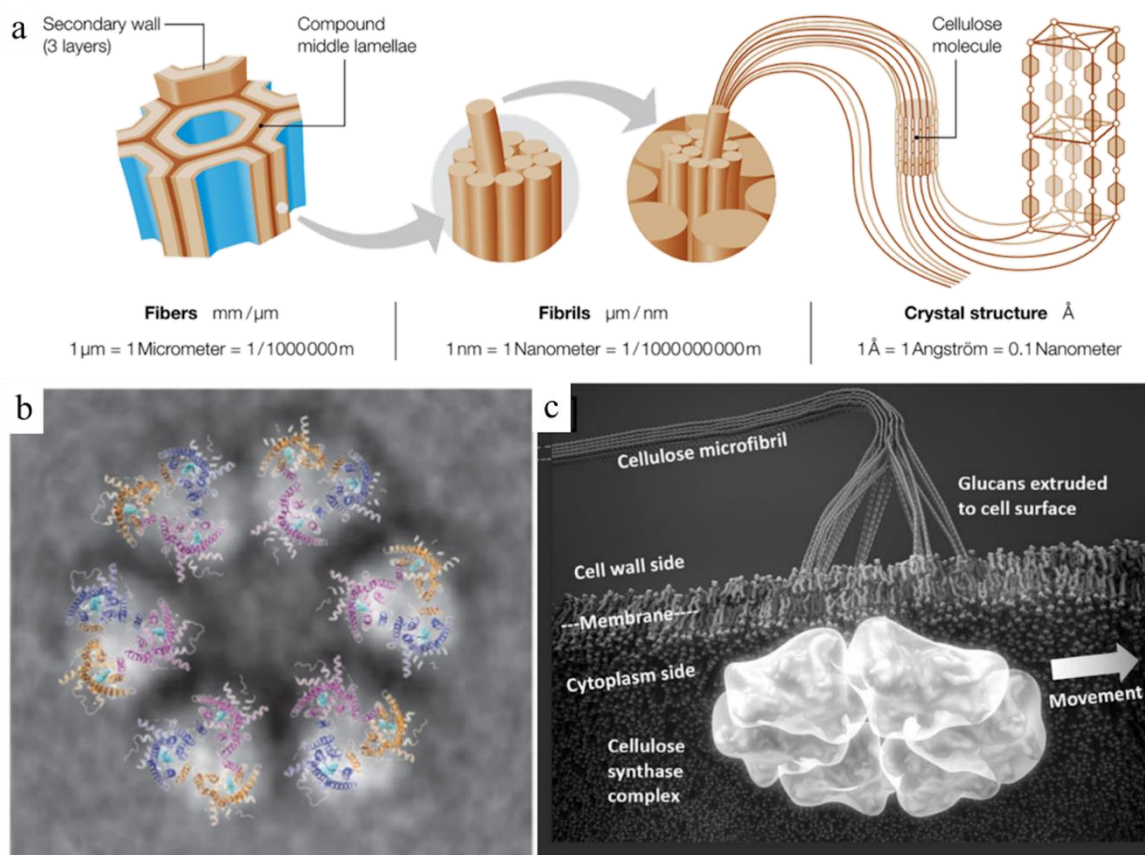 a
Secondary wall
(3 layers)
Compound
middle lamellae
Cellulose
molecule
Fibers mm/µm
1 µm = 1 Micrometer = 1/1000000 m
Fibrils µm/nm
1 nm = 1 Nanometer = 1/1000000000 m
Crystal structure Å
1 Å = 1 Angström = 0.1 Nanometer
b
c
Cellulose microfibril
Glucans extruded
to cell surface
Cell wall side
---Membrane----
Cytoplasm side
Movement
Cellulose
synthase
complex